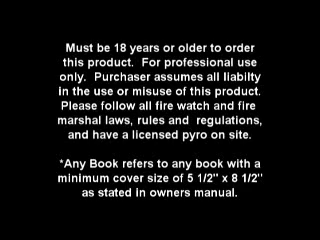 Must be 18 years or older to order
this product.  For professional use
only.  Purchaser assumes all liabilty
in the use or misuse of this product.
Please follow all fire watch and fire
marshal laws, rules and  regulations,
and have a licensed pyro on site.

*Any Book refers to any book with a
minimum cover size of 5 1/2" x 8 1/2"
as stated in owners manual.